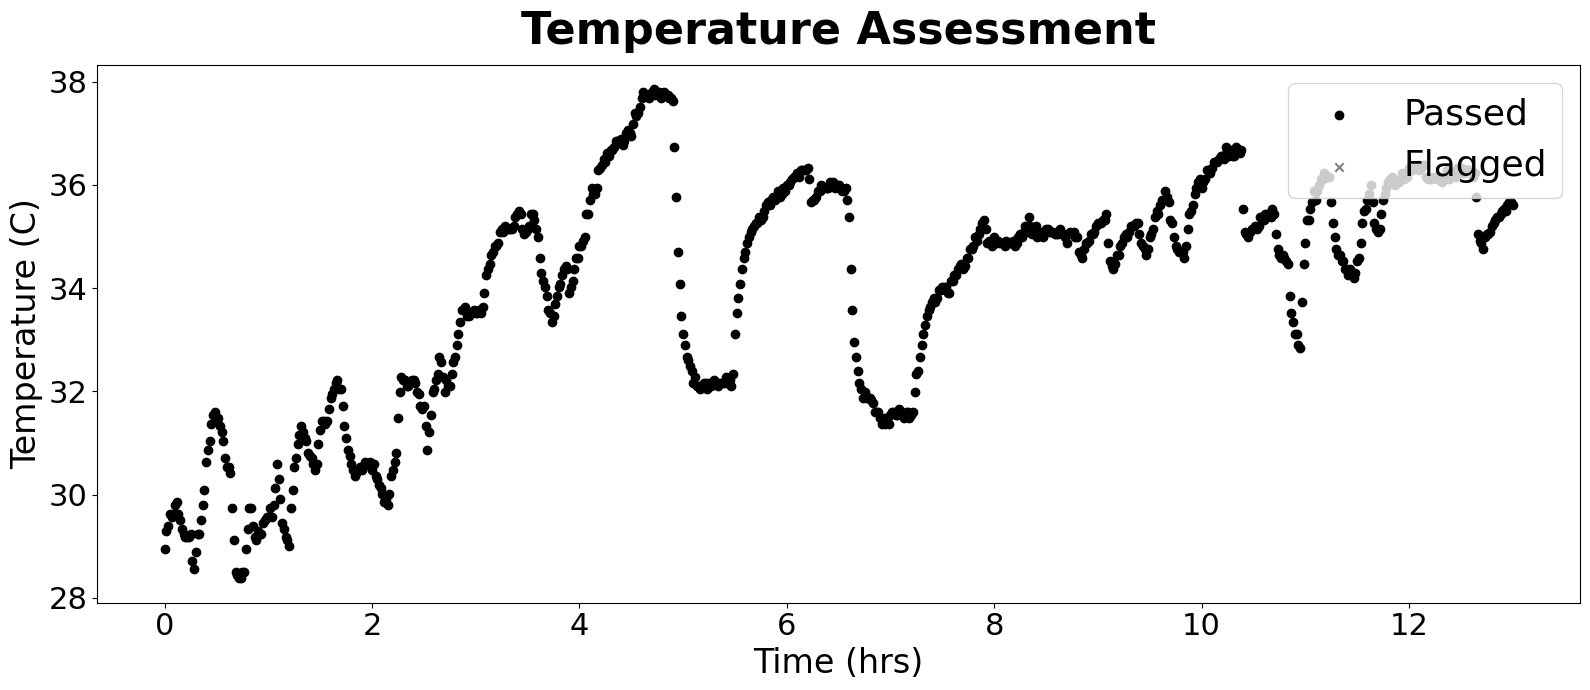 Temperature Assessment
Temperature (C)
38
36
34
32
30
28
Passed
Flagged
0 2 4 6 8 10 12
Time (hrs)